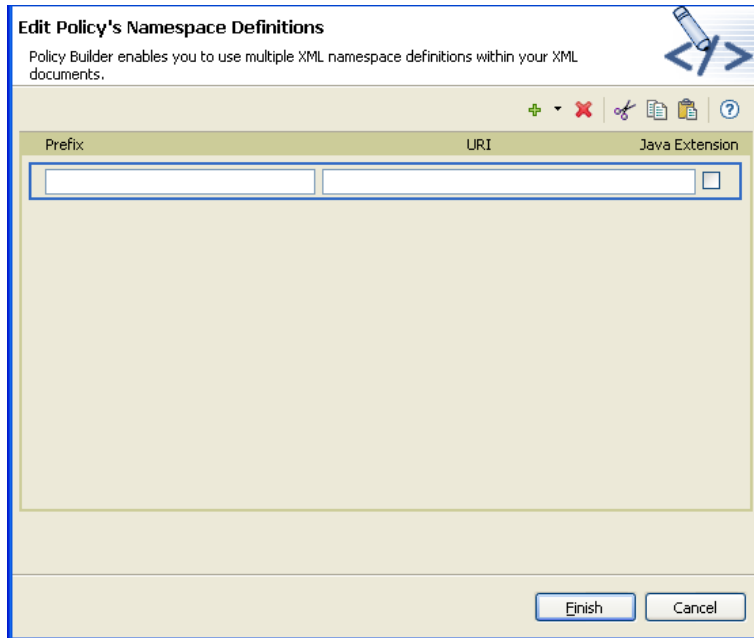 Edit Policy's Namespace Definitions
Policy Builder enables you to use multiple XML namespace definitions within your XML
documents.
Prefix URI Java Extension
Finish Cancel